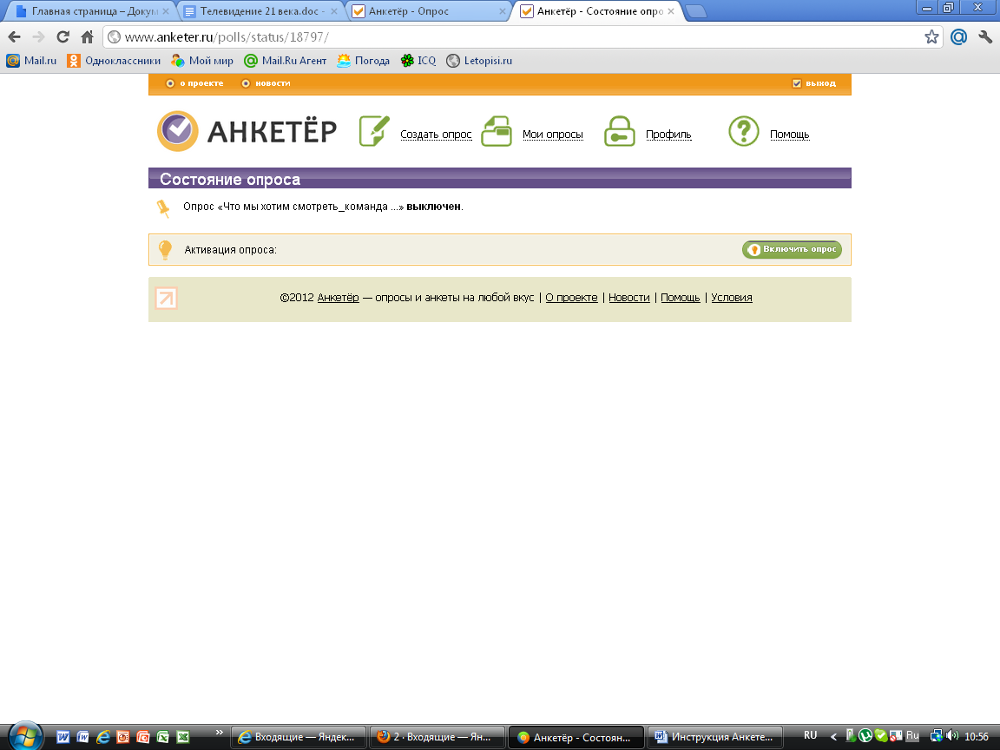 Главная страница – Докум
Телевидение 21 века.doc -
Анкетёр - Опрос
Анкетёр - Состояние опро
www.anketer.ru/polls/status/18797/
Mail.ru Одноклассники Мой мир Mail.Ru Агент Погода ICQ Letopisi.ru
о проекте новости выход
АНКЕТЁР Создать опрос Мои опросы Профиль Помощь
Состояние опроса
Опрос «Что мы хотим смотреть_команда ...» выключен.
Активация опроса: Включить опрос
©2012 Анкетёр — опросы и анкеты на любой вкус | О проекте | Новости | Помощь | Условия
Входящие — Яндек... 2 · Входящие — Ян... Анкетёр - Состоян... Инструкция Анкете... RU Ru 10:56